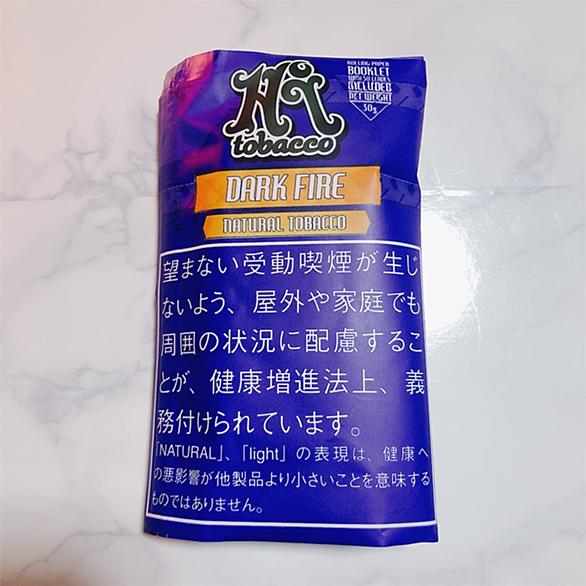 Hi
tobacco
ROLLING PAPER
BOOKLET
WITH 50 LEAVES
INCLUDED
NET WEIGHT
30g
DARK FIRE
NATURAL TOBACCO
望まない受動喫煙が生じ
ないよう、屋外や家庭でも
周囲の状況に配慮するこ
とが、健康増進法上、義
務付けられています。
「NATURAL」、「light」の表現は、健康へ
の悪影響が他製品より小さいことを意味する
ものではありません。